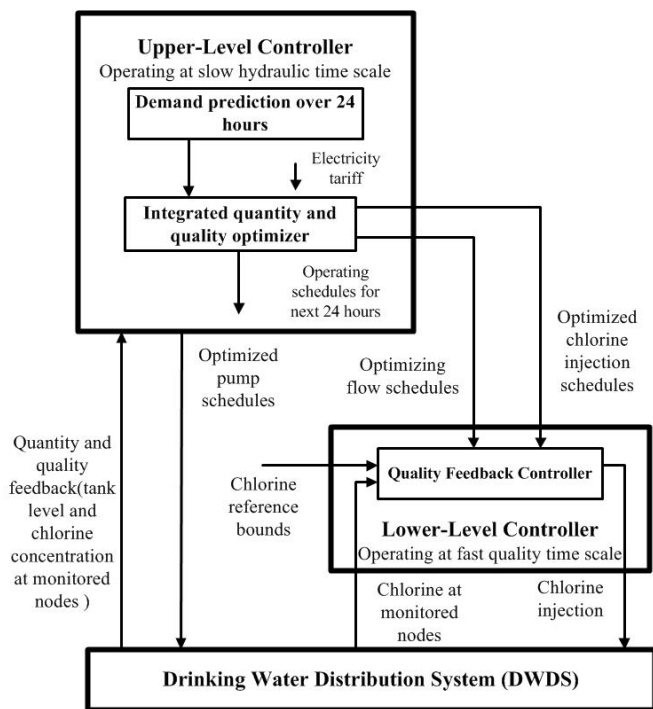 Upper-Level Controller
Operating at slow hydraulic time scale
Demand prediction over 24
hours
Electricity
tariff
Integrated quantity and
quality optimizer
Operating
schedules for
next 24 hours
Optimized
pump
schedules
Optimizing
flow schedules
Optimized
chlorine
injection
schedules
Quantity and
quality
feedback(tank
level and
chlorine
concentration
at monitored
nodes )
Chlorine
reference
bounds
Quality Feedback Controller
Lower-Level Controller
Operating at fast quality time scale
Chlorine at
monitored
nodes
Chlorine
injection
Drinking Water Distribution System (DWDS)